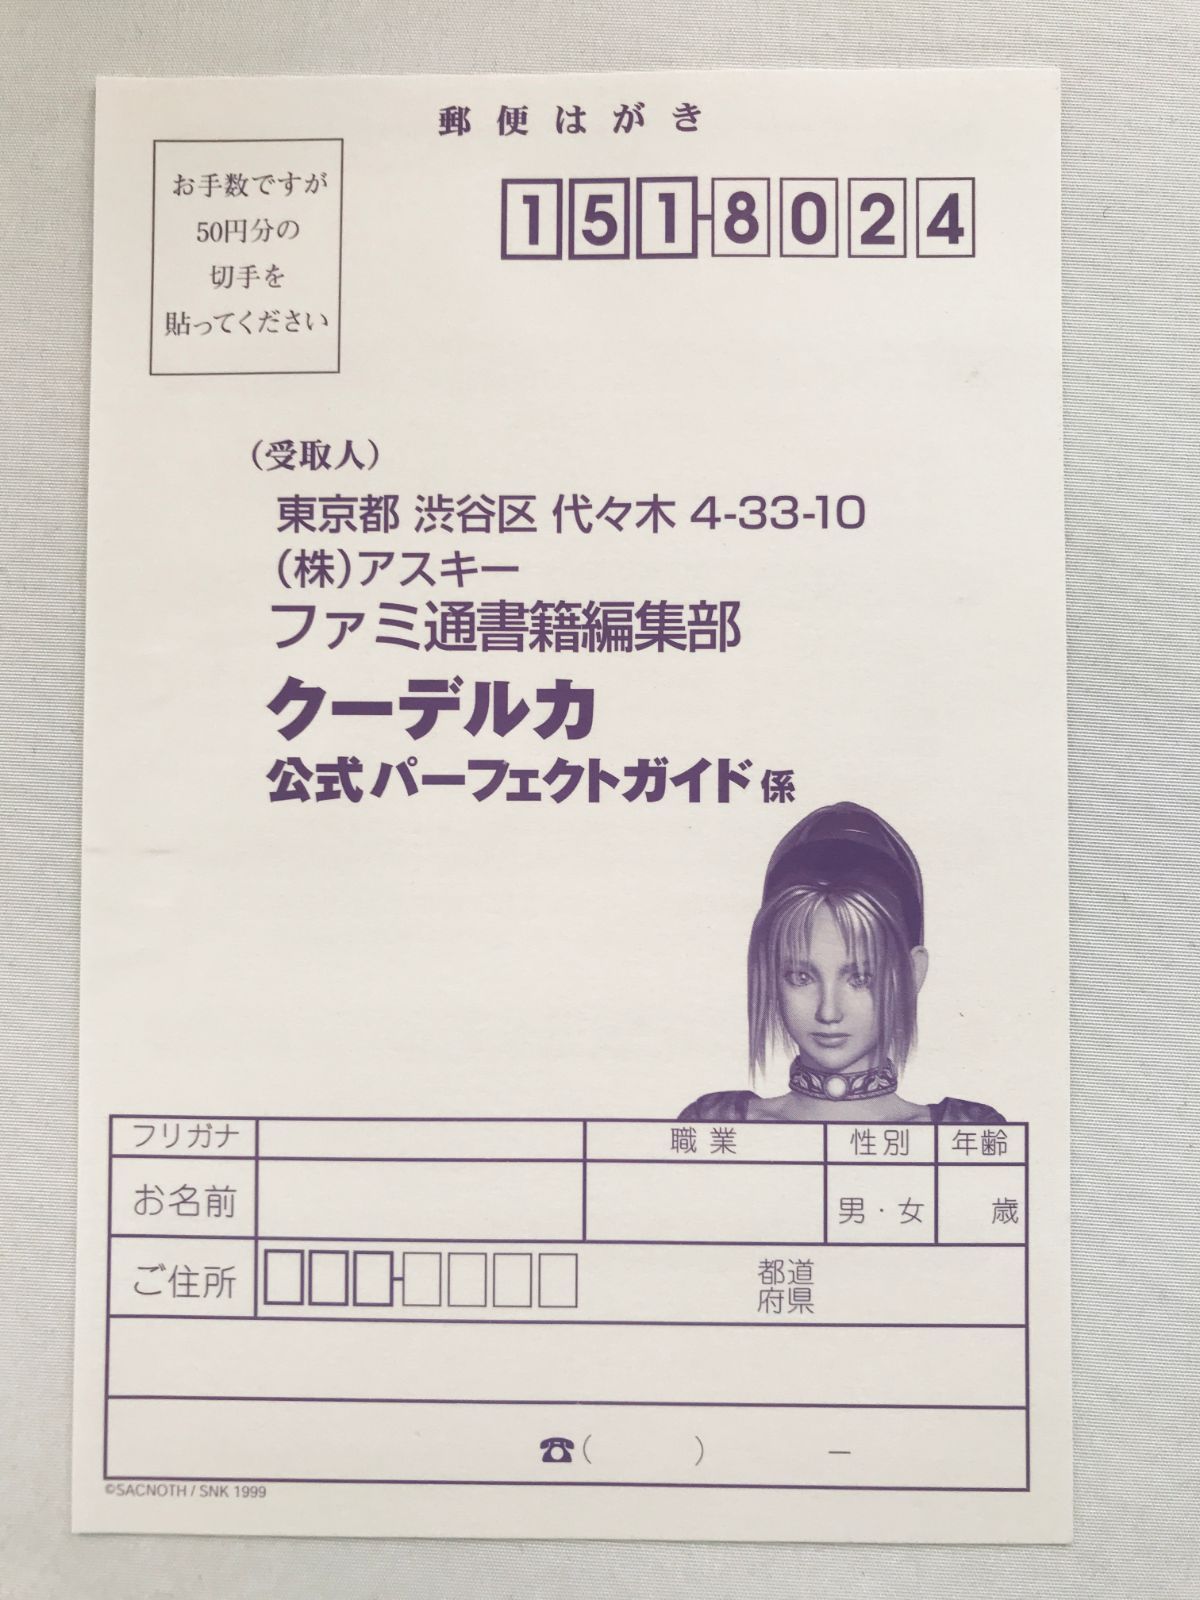 郵便はがき
お手数ですが
50円分の
切手を
貼ってください
151-8024
（受取人）
東京都 渋谷区 代々木 4-33-10
（株）アスキー
ファミ通書籍編集部
クーデルカ
公式パーフェクトガイド係
フリガナ 職業 性別 年齢
お名前 男・女 歳
ご住所 都道
府県
☎（ ） －
©SACNOTH / SNK 1999